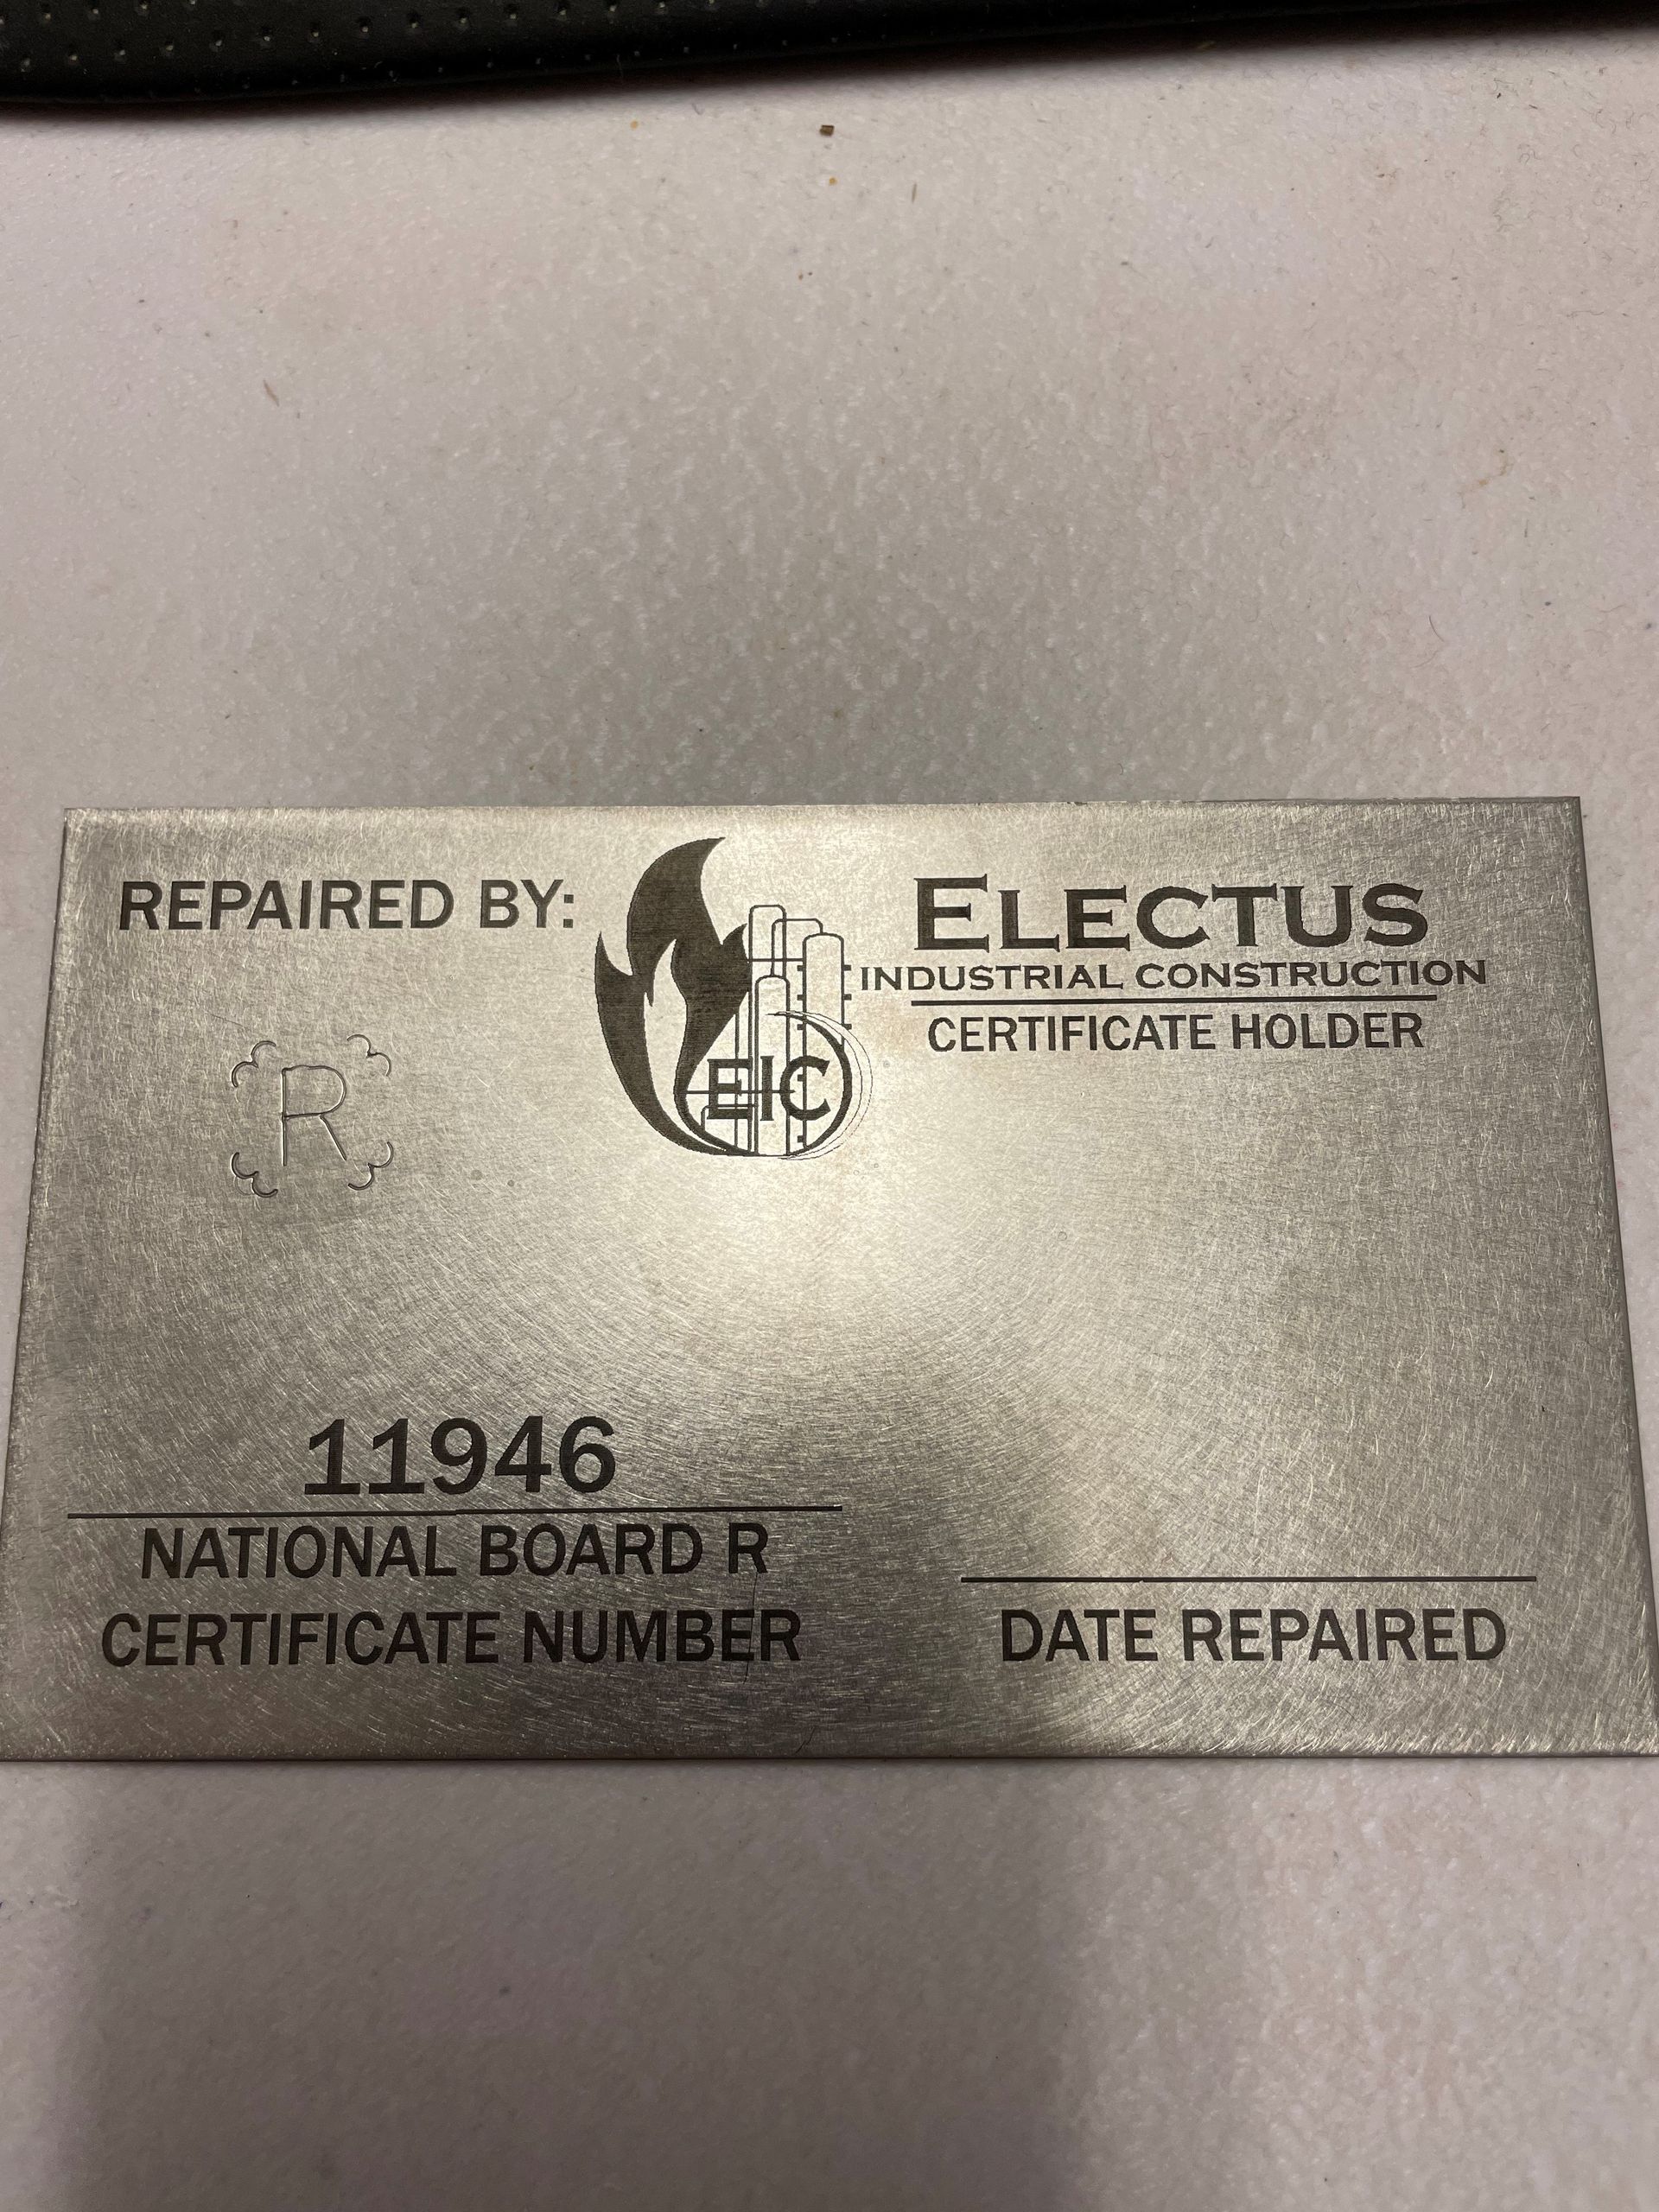 REPAIRED BY:
ELECTUS
INDUSTRIAL CONSTRUCTION
CERTIFICATE HOLDER
EIC
R
11946
NATIONAL BOARD R
CERTIFICATE NUMBER
DATE REPAIRED